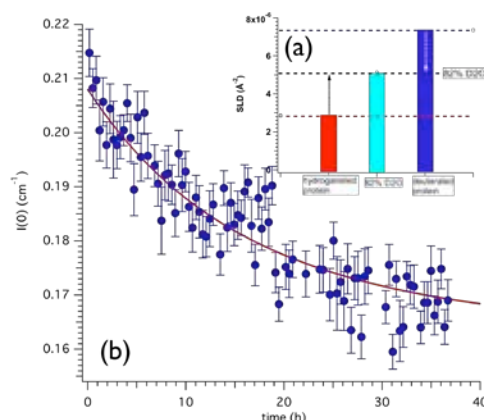 0.22
0.21
0.20
0.19
0.18
0.17
0.16
I(0) (cm⁻¹)
0
10
20
30
40
time (h)
(b)
(a)
8x10⁻⁶
6
4
2
0
SLD (Å⁻²)
82% D2O
hydrogenated protein
82% D2O
deuterated protein